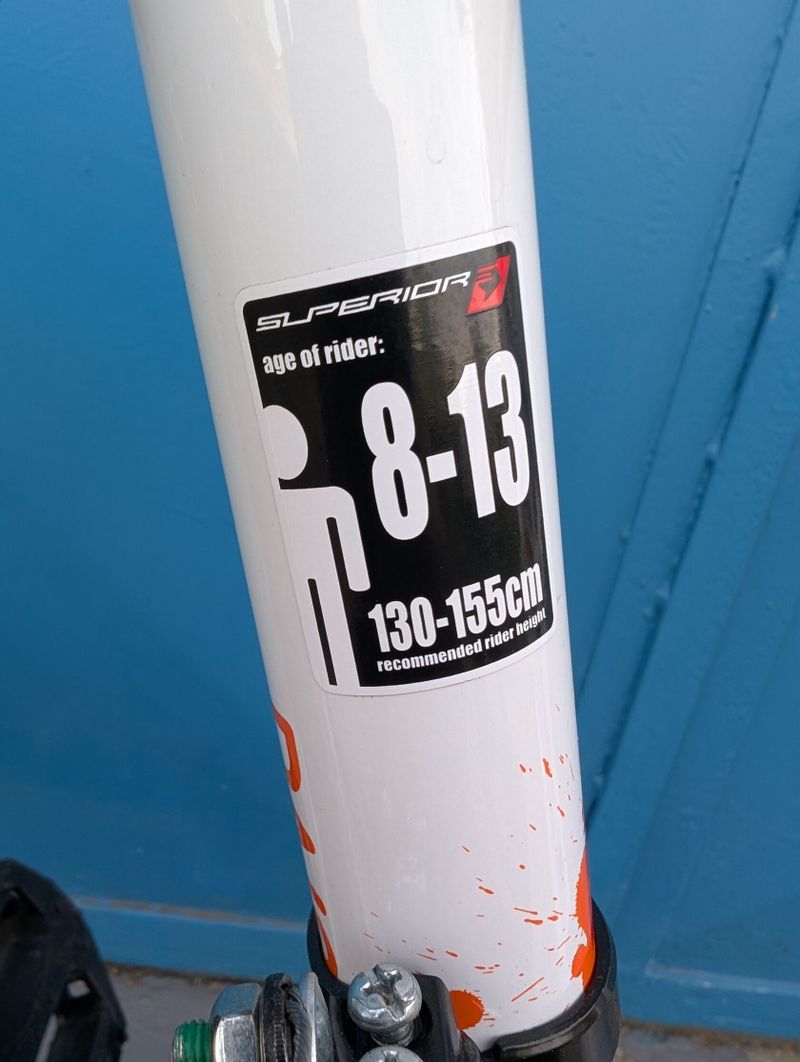 SUPERIOR
age of rider:
8-13
130-155cm
recommended rider height